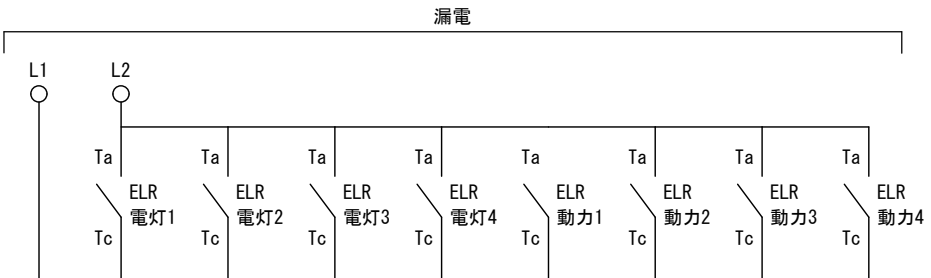 漏電
L1 L2
Ta Ta Ta Ta Ta Ta Ta Ta
ELR ELR ELR ELR ELR ELR ELR ELR
電灯1 電灯2 電灯3 電灯4 動力1 動力2 動力3 動力4
Tc Tc Tc Tc Tc Tc Tc Tc